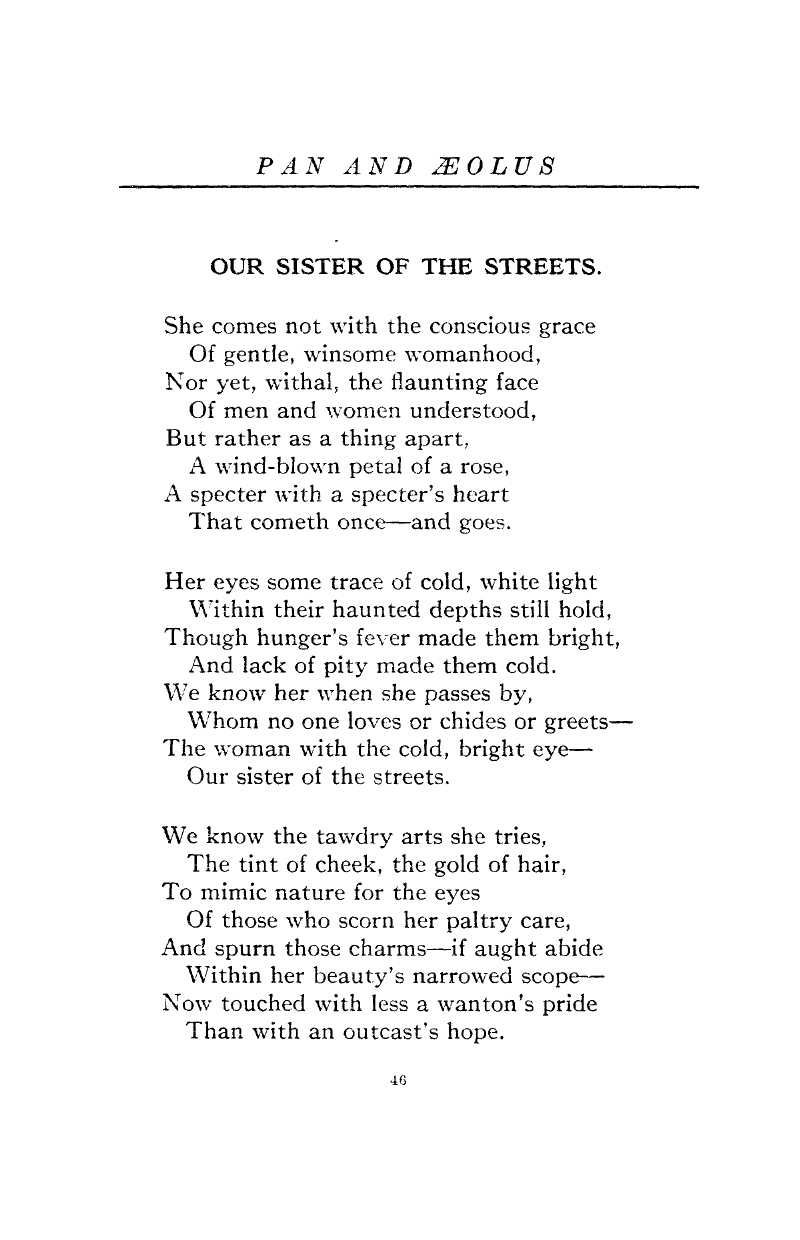 PAN AND ÆOLUS
OUR SISTER OF THE STREETS.
She comes not with the conscious grace
Of gentle, winsome womanhood,
Nor yet, withal, the flaunting face
Of men and women understood,
But rather as a thing apart,
A wind-blown petal of a rose,
A specter with a specter's heart
That cometh once—and goes.
Her eyes some trace of cold, white light
Within their haunted depths still hold,
Though hunger's fever made them bright,
And lack of pity made them cold.
We know her when she passes by,
Whom no one loves or chides or greets—
The woman with the cold, bright eye—
Our sister of the streets.
We know the tawdry arts she tries,
The tint of cheek, the gold of hair,
To mimic nature for the eyes
Of those who scorn her paltry care,
And spurn those charms—if aught abide
Within her beauty's narrowed scope—
Now touched with less a wanton's pride
Than with an outcast's hope.
46